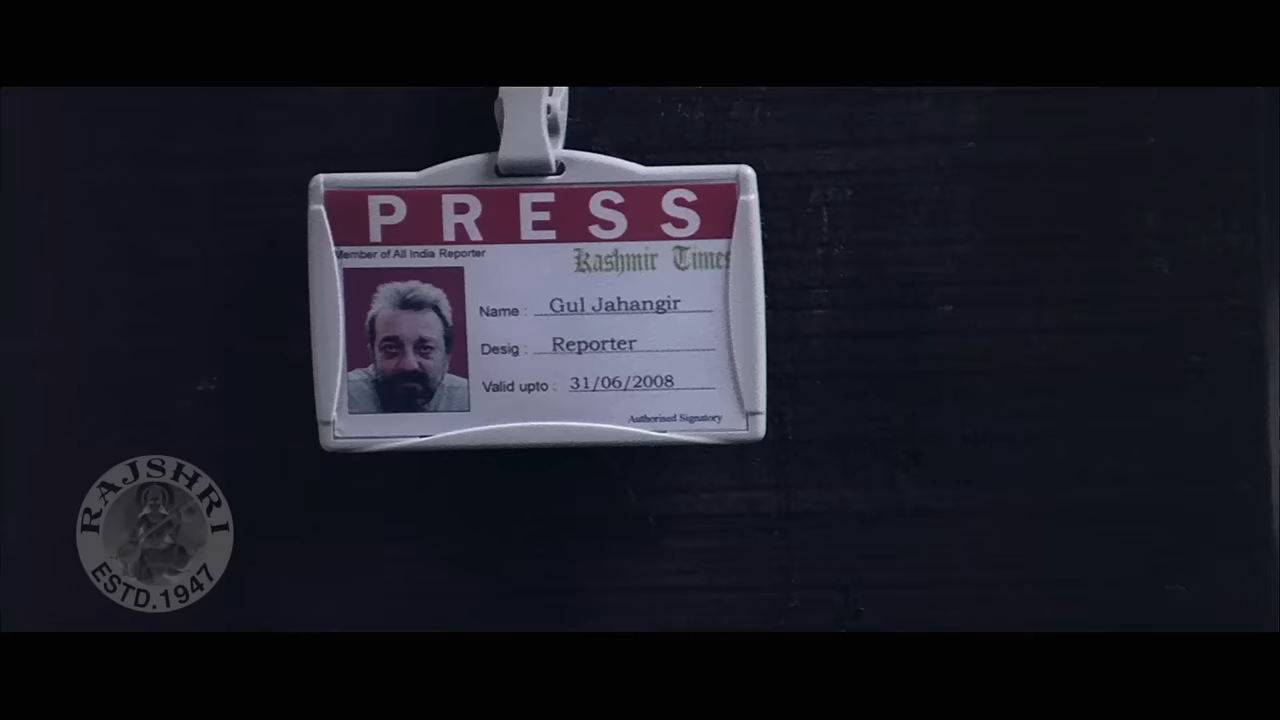 PRESS
Member of All India Reporter
Kashmir Times
Name : Gul Jahangir
Desig : Reporter
Valid upto : 31/06/2008
Authorised Signatory
RAJSHRI
ESTD.1947